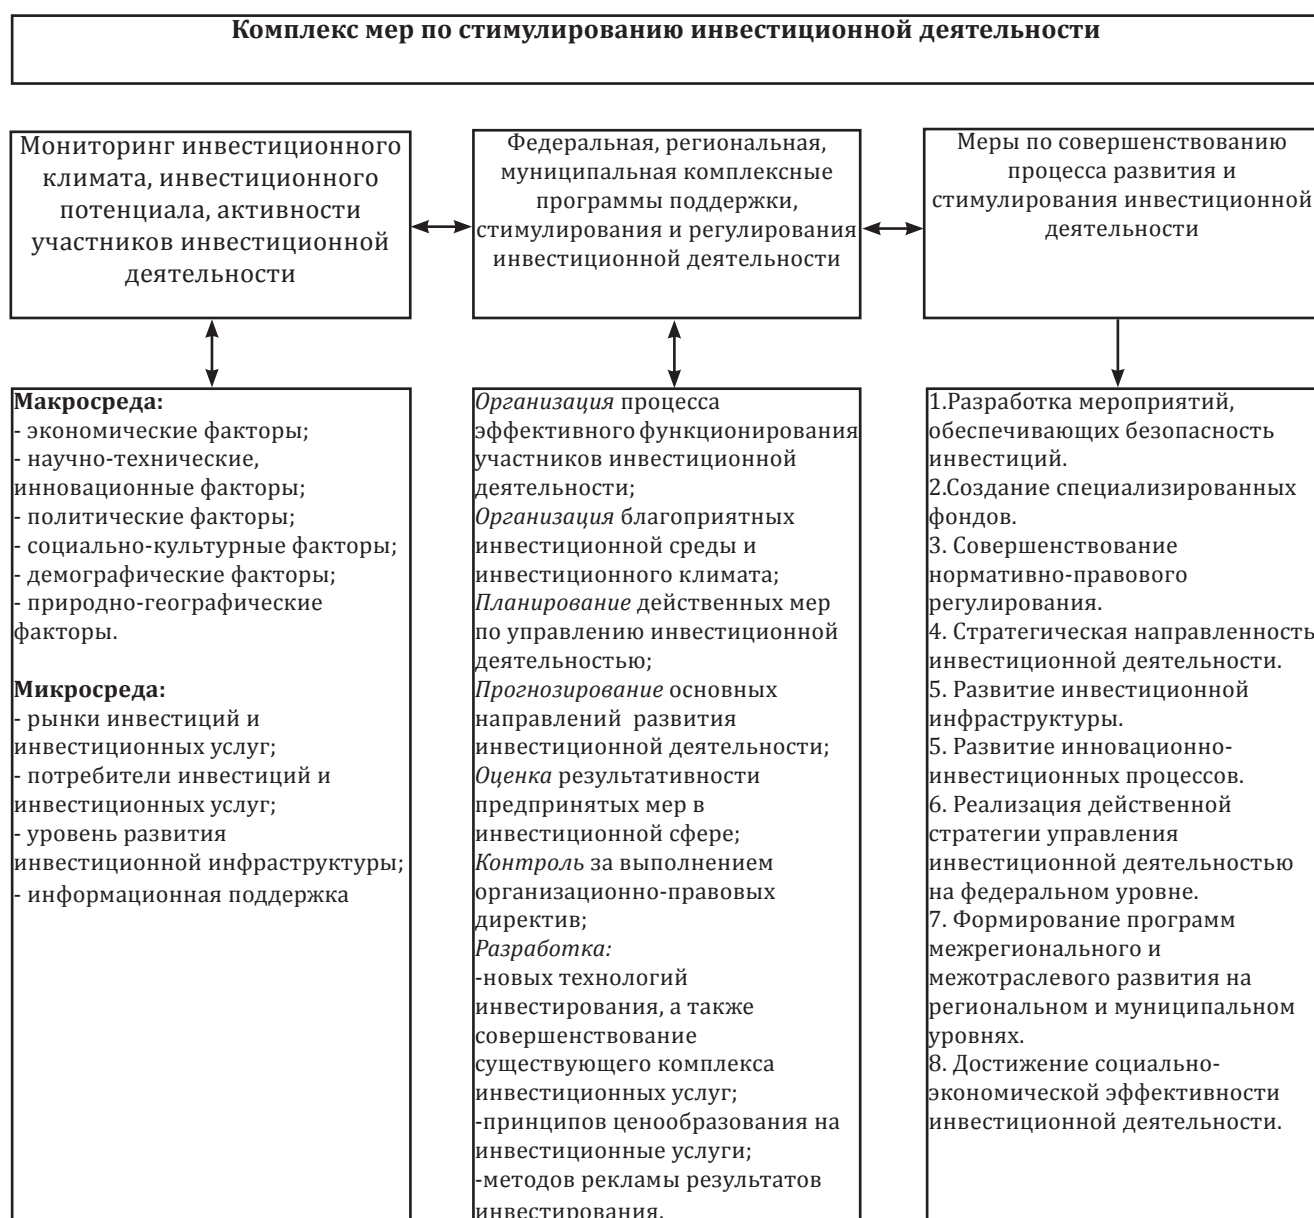 Комплекс мер по стимулированию инвестиционной деятельности
Мониторинг инвестиционного
климата, инвестиционного
потенциала, активности
участников инвестиционной
деятельности
Федеральная, региональная,
муниципальная комплексные
программы поддержки,
стимулирования и регулирования
инвестиционной деятельности
Меры по совершенствованию
процесса развития и
стимулирования инвестиционной
деятельности
Макросреда:
- экономические факторы;
- научно-технические,
инновационные факторы;
- политические факторы;
- социально-культурные факторы;
- демографические факторы;
- природно-географические
факторы.
Микросреда:
- рынки инвестиций и
инвестиционных услуг;
- потребители инвестиций и
инвестиционных услуг;
- уровень развития
инвестиционной инфраструктуры;
- информационная поддержка
Организация процесса
эффективного функционирования
участников инвестиционной
деятельности;
Организация благоприятных
инвестиционной среды и
инвестиционного климата;
Планирование действенных мер
по управлению инвестиционной
деятельностью;
Прогнозирование основных
направлений развития
инвестиционной деятельности;
Оценка результативности
предпринятых мер в
инвестиционной сфере;
Контроль за выполнением
организационно-правовых
директив;
Разработка:
-новых технологий
инвестирования, а также
совершенствование
существующего комплекса
инвестиционных услуг;
-принципов ценообразования на
инвестиционные услуги;
-методов рекламы результатов
инвестирования.
1.Разработка мероприятий,
обеспечивающих безопасность
инвестиций.
2.Создание специализированных
фондов.
3. Совершенствование
нормативно-правового
регулирования.
4. Стратегическая направленность
инвестиционной деятельности.
5. Развитие инвестиционной
инфраструктуры.
5. Развитие инновационно-
инвестиционных процессов.
6. Реализация действенной
стратегии управления
инвестиционной деятельностью
на федеральном уровне.
7. Формирование программ
межрегионального и
межотраслевого развития на
региональном и муниципальном
уровнях.
8. Достижение социально-
экономической эффективности
инвестиционной деятельности.